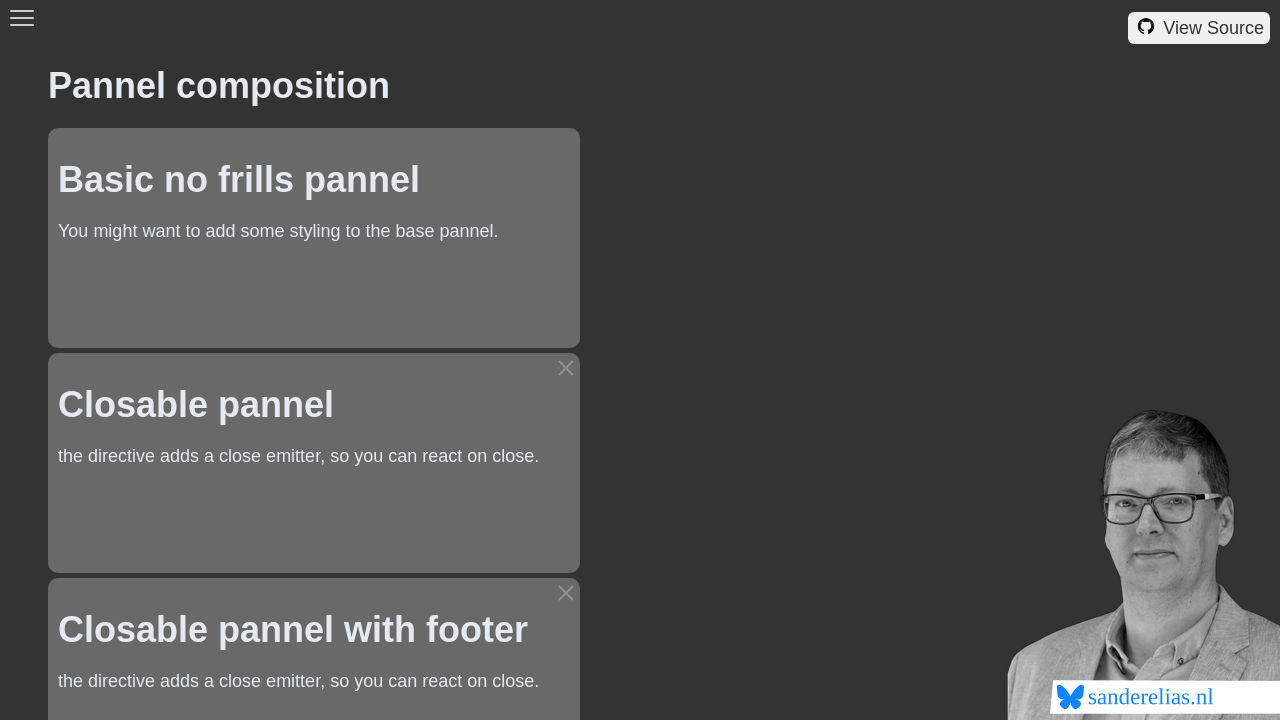 View Source
Pannel composition
Basic no frills pannel
You might want to add some styling to the base pannel.
Closable pannel
the directive adds a close emitter, so you can react on close.
Closable pannel with footer
the directive adds a close emitter, so you can react on close.
sanderelias.nl